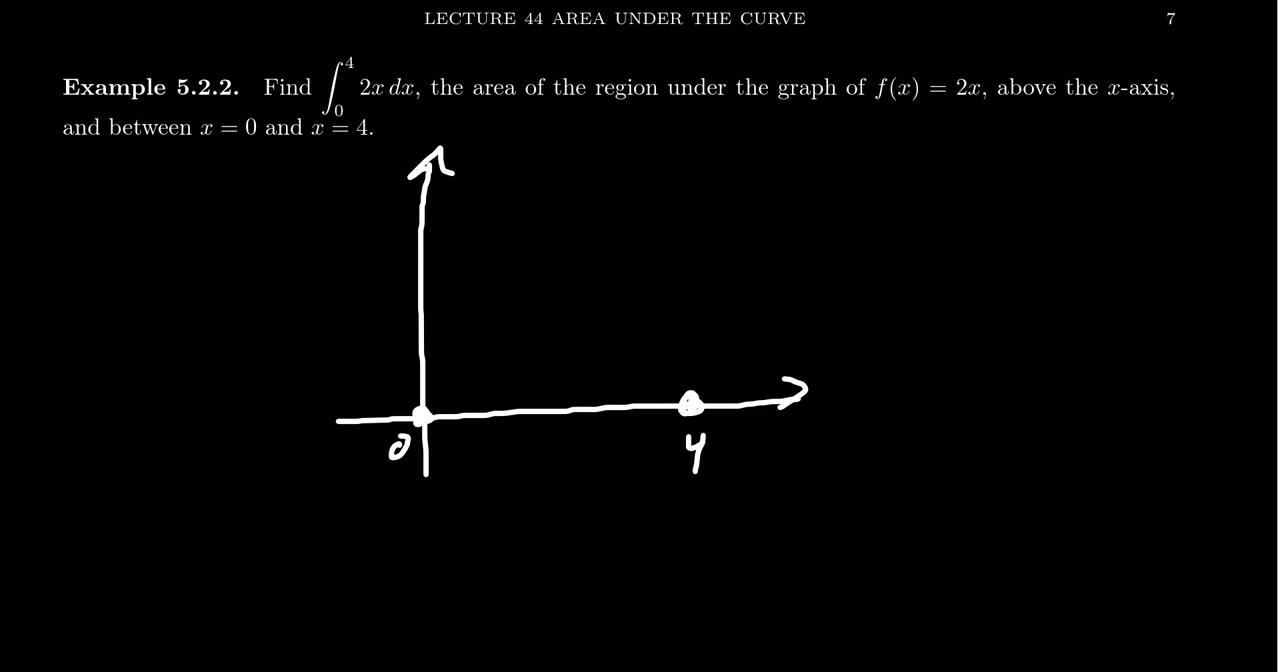 LECTURE 44 AREA UNDER THE CURVE 7
Example 5.2.2. Find ∫₀⁴ 2x dx, the area of the region under the graph of f(x) = 2x, above the x-axis,
and between x = 0 and x = 4.
0 4